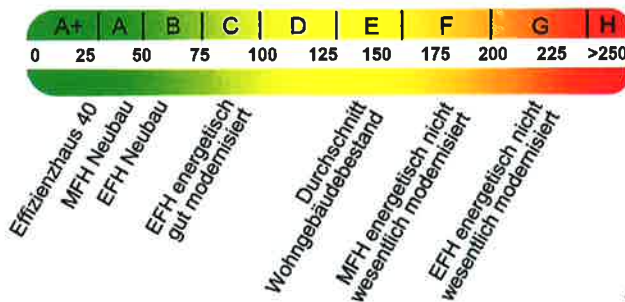 A+ A B C D E F G H
0 25 50 75 100 125 150 175 200 225 >250
Effizienzhaus 40
MFH Neubau
EFH Neubau
EFH energetisch
gut modernisiert
Durchschnitt
Wohngebäudebestand
MFH energetisch nicht
wesentlich modernisiert
EFH energetisch nicht
wesentlich modernisiert